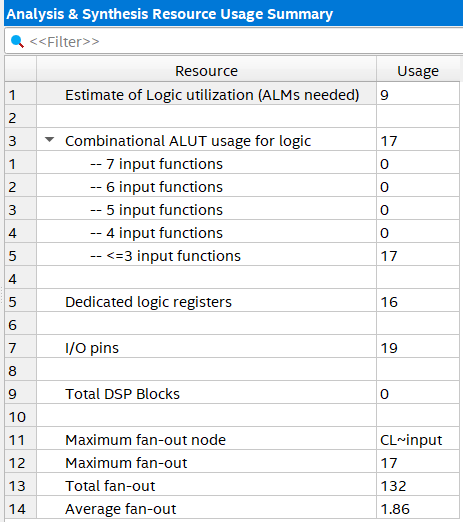 Analysis & Synthesis Resource Usage Summary
<<Filter>>
Resource Usage
1 Estimate of Logic utilization (ALMs needed) 9
2
3 Combinational ALUT usage for logic 17
1 -- 7 input functions 0
2 -- 6 input functions 0
3 -- 5 input functions 0
4 -- 4 input functions 0
5 -- <=3 input functions 17
4
5 Dedicated logic registers 16
6
7 I/O pins 19
8
9 Total DSP Blocks 0
10
11 Maximum fan-out node CL~input
12 Maximum fan-out 17
13 Total fan-out 132
14 Average fan-out 1.86